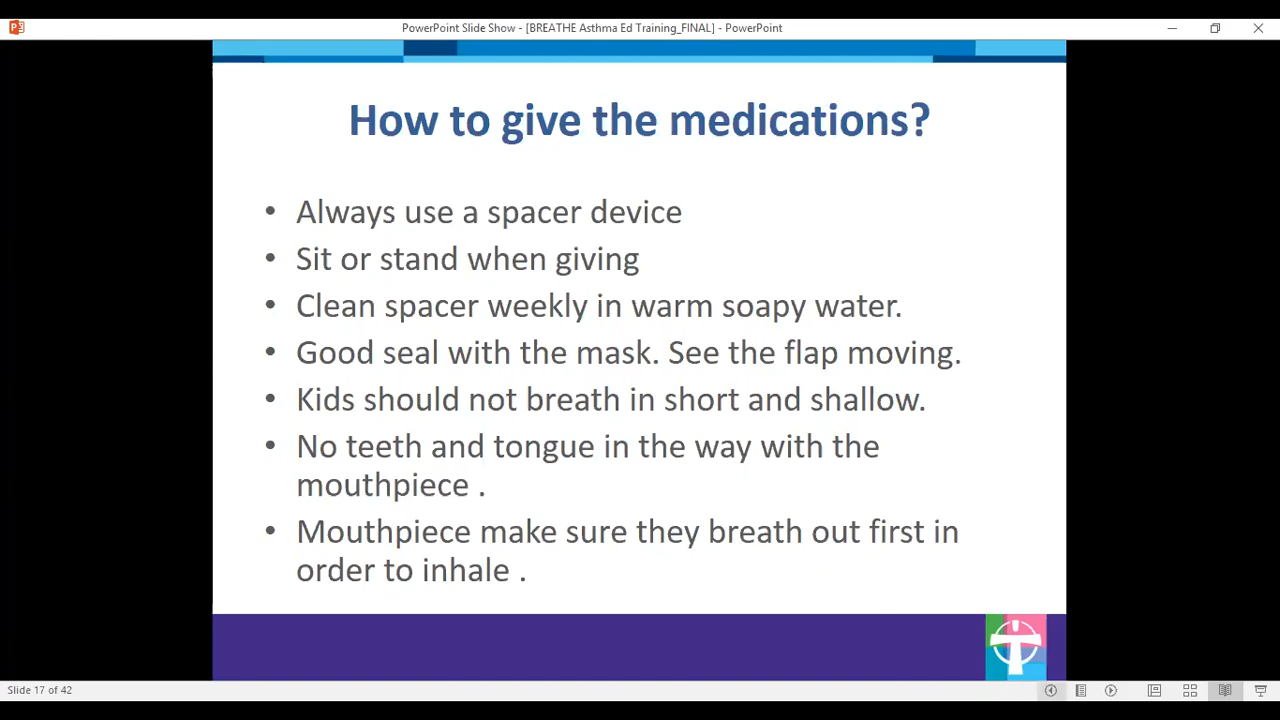 PowerPoint Slide Show - [BREATHE Asthma Ed Training_FINAL] - PowerPoint
How to give the medications?
• Always use a spacer device
• Sit or stand when giving
• Clean spacer weekly in warm soapy water.
• Good seal with the mask. See the flap moving.
• Kids should not breath in short and shallow.
• No teeth and tongue in the way with the
mouthpiece .
• Mouthpiece make sure they breath out first in
order to inhale .
Slide 17 of 42